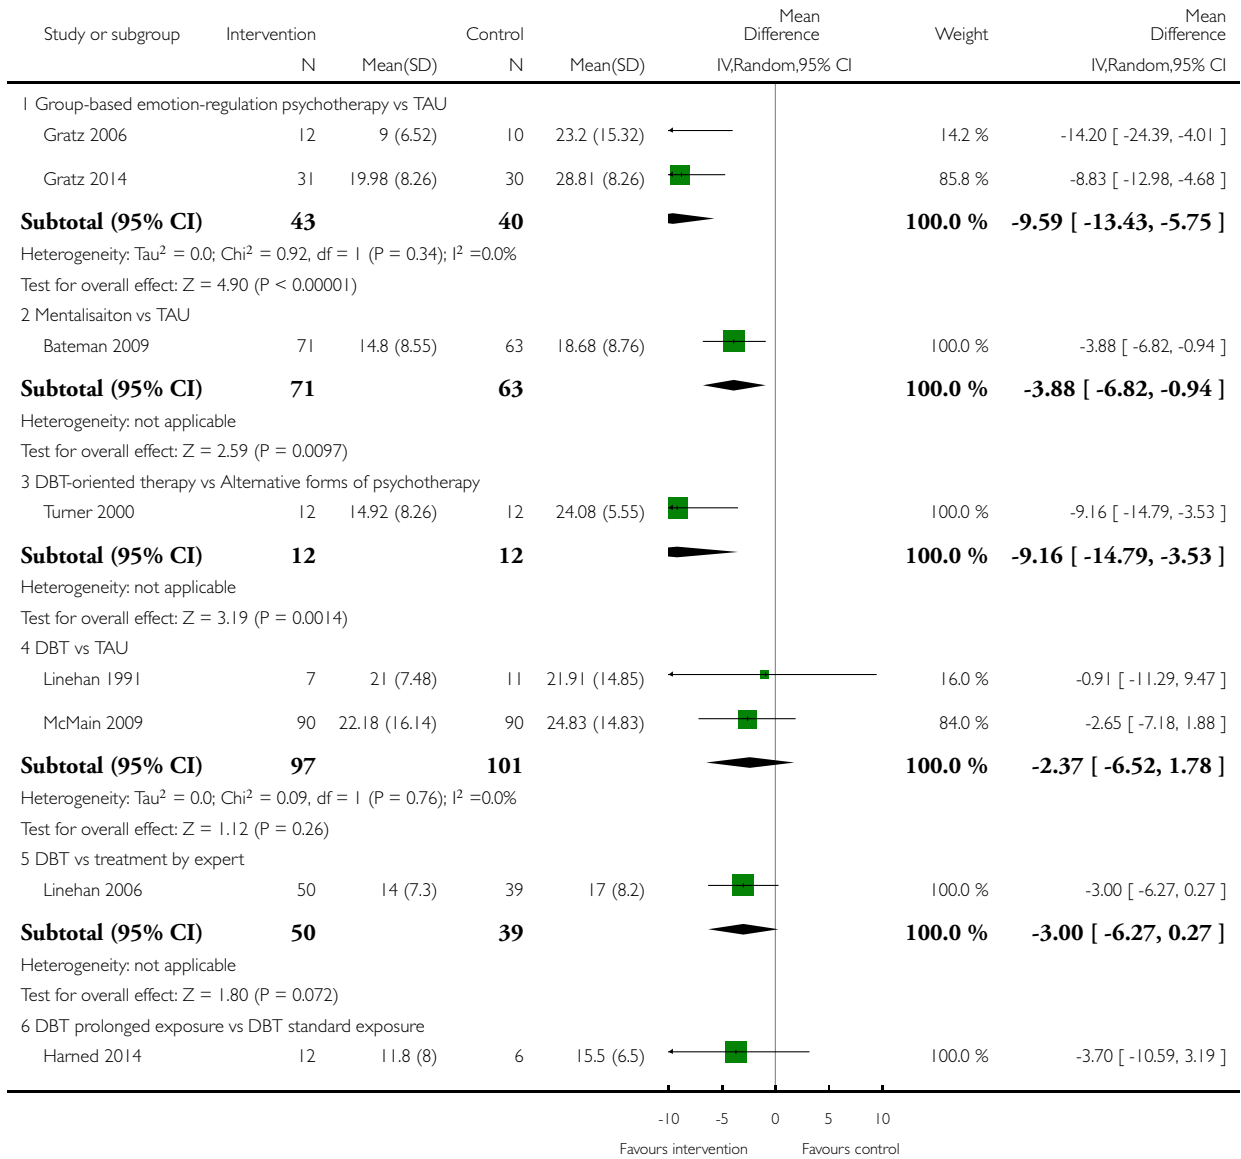 Mean Mean
Study or subgroup Intervention Control Difference Weight Difference
N Mean(SD) N Mean(SD) IV,Random,95% CI IV,Random,95% CI
1 Group-based emotion-regulation psychotherapy vs TAU
Gratz 2006 12 9 (6.52) 10 23.2 (15.32) 14.2 % -14.20 [ -24.39, -4.01 ]
Gratz 2014 31 19.98 (8.26) 30 28.81 (8.26) 85.8 % -8.83 [ -12.98, -4.68 ]
Subtotal (95% CI) 43 40 100.0 % -9.59 [ -13.43, -5.75 ]
Heterogeneity: Tau² = 0.0; Chi² = 0.92, df = 1 (P = 0.34); I² =0.0%
Test for overall effect: Z = 4.90 (P < 0.00001)
2 Mentalisaiton vs TAU
Bateman 2009 71 14.8 (8.55) 63 18.68 (8.76) 100.0 % -3.88 [ -6.82, -0.94 ]
Subtotal (95% CI) 71 63 100.0 % -3.88 [ -6.82, -0.94 ]
Heterogeneity: not applicable
Test for overall effect: Z = 2.59 (P = 0.0097)
3 DBT-oriented therapy vs Alternative forms of psychotherapy
Turner 2000 12 14.92 (8.26) 12 24.08 (5.55) 100.0 % -9.16 [ -14.79, -3.53 ]
Subtotal (95% CI) 12 12 100.0 % -9.16 [ -14.79, -3.53 ]
Heterogeneity: not applicable
Test for overall effect: Z = 3.19 (P = 0.0014)
4 DBT vs TAU
Linehan 1991 7 21 (7.48) 11 21.91 (14.85) 16.0 % -0.91 [ -11.29, 9.47 ]
McMain 2009 90 22.18 (16.14) 90 24.83 (14.83) 84.0 % -2.65 [ -7.18, 1.88 ]
Subtotal (95% CI) 97 101 100.0 % -2.37 [ -6.52, 1.78 ]
Heterogeneity: Tau² = 0.0; Chi² = 0.09, df = 1 (P = 0.76); I² =0.0%
Test for overall effect: Z = 1.12 (P = 0.26)
5 DBT vs treatment by expert
Linehan 2006 50 14 (7.3) 39 17 (8.2) 100.0 % -3.00 [ -6.27, 0.27 ]
Subtotal (95% CI) 50 39 100.0 % -3.00 [ -6.27, 0.27 ]
Heterogeneity: not applicable
Test for overall effect: Z = 1.80 (P = 0.072)
6 DBT prolonged exposure vs DBT standard exposure
Harned 2014 12 11.8 (8) 6 15.5 (6.5) 100.0 % -3.70 [ -10.59, 3.19 ]
-10 -5 0 5 10
Favours intervention Favours control